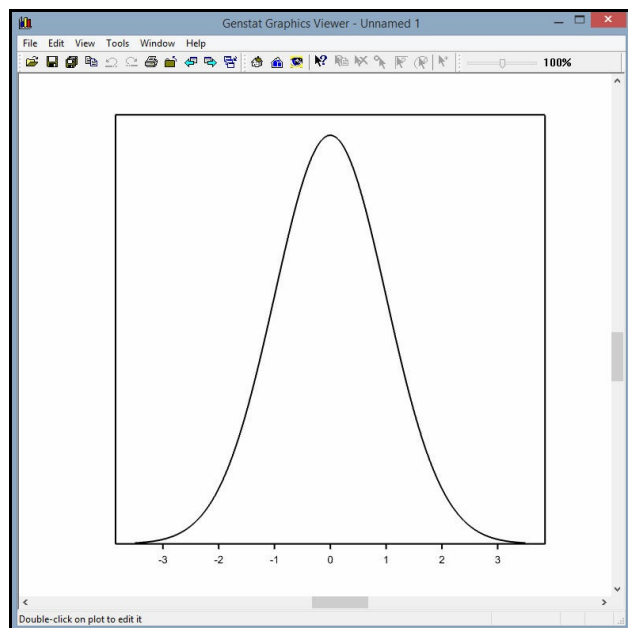 Genstat Graphics Viewer - Unnamed 1
File Edit View Tools Window Help
100%
-3 -2 -1 0 1 2 3
Double-click on plot to edit it